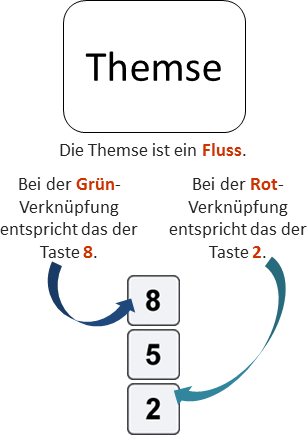 Themse
Die Themse ist ein Fluss.
Bei der Grün-
Verknüpfung
entspricht das der
Taste 8.
Bei der Rot-
Verknüpfung
entspricht das der
Taste 2.
8
5
2